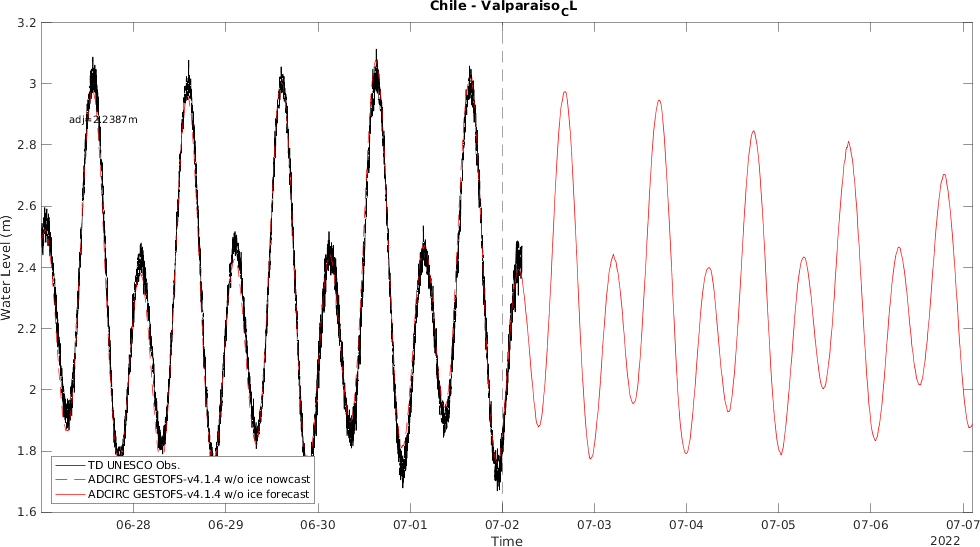 Chile - Valparaiso_CL
3.2
3
2.8
2.6
2.4
2.2
2
1.8
1.6
Water Level (m)
adj=2.2387m
TD UNESCO Obs.
ADCIRC GESTOFS-v4.1.4 w/o ice nowcast
ADCIRC GESTOFS-v4.1.4 w/o ice forecast
06-28 06-29 06-30 07-01 07-02 07-03 07-04 07-05 07-06 07-07
Time
2022